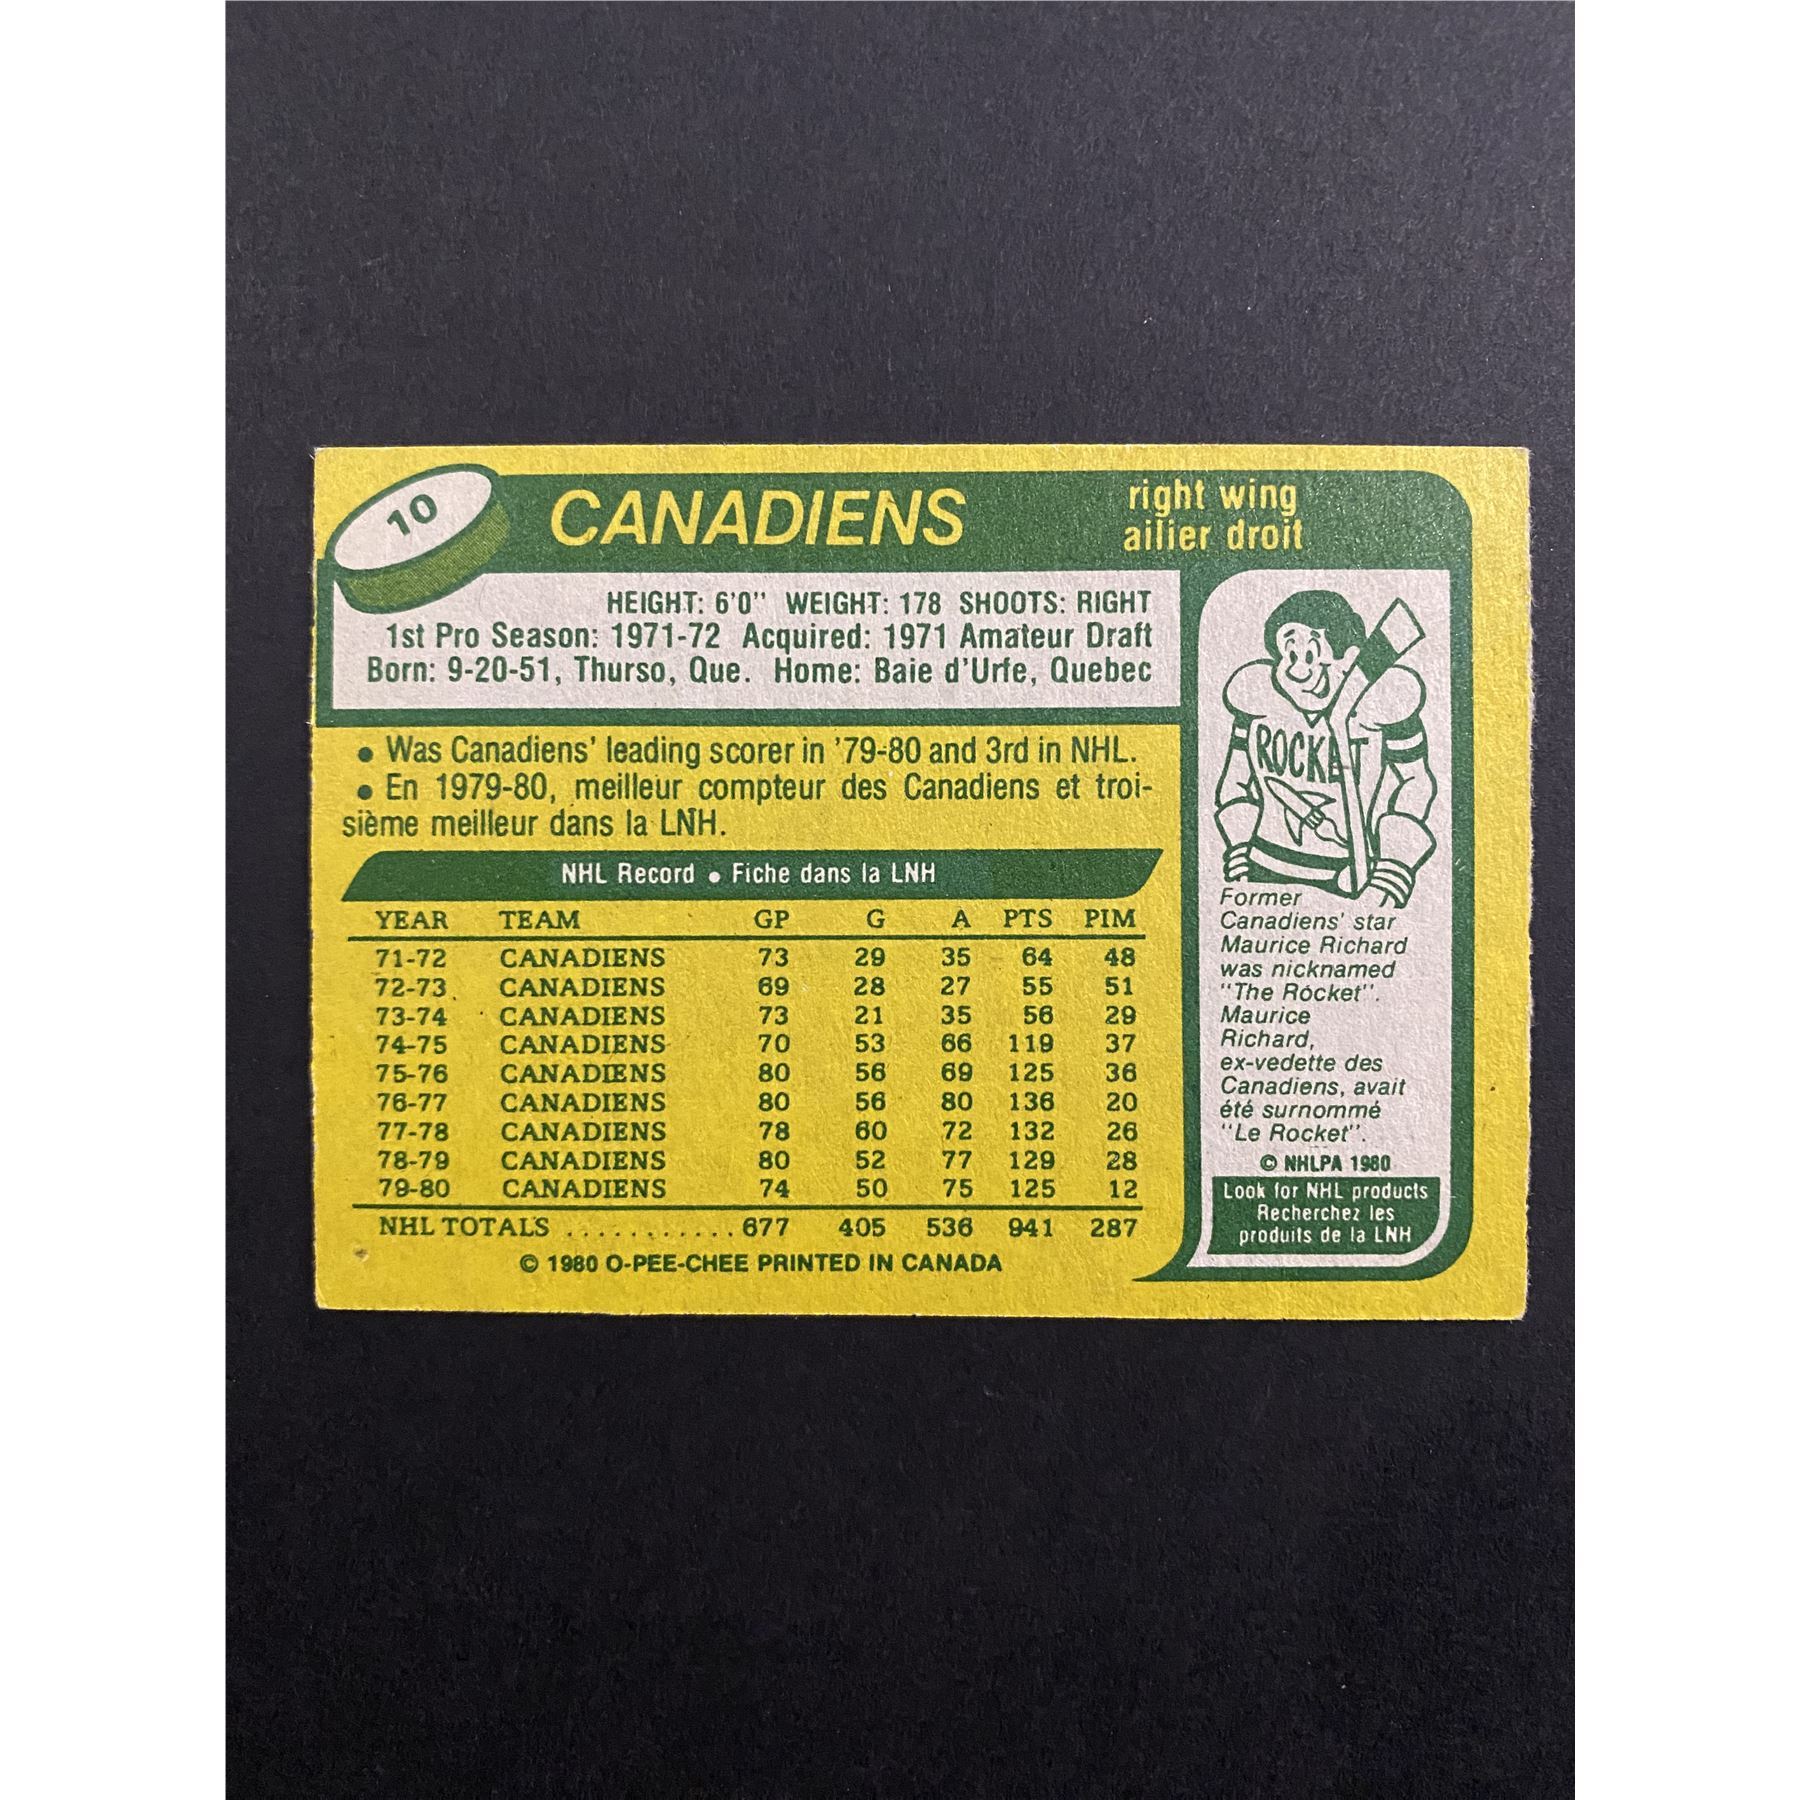 10
CANADIENS
right wing
ailier droit
HEIGHT: 6'0" WEIGHT: 178 SHOOTS: RIGHT
1st Pro Season: 1971-72 Acquired: 1971 Amateur Draft
Born: 9-20-51, Thurso, Que. Home: Baie d'Urfe, Quebec
• Was Canadiens' leading scorer in '79-80 and 3rd in NHL.
• En 1979-80, meilleur compteur des Canadiens et troi-
sième meilleur dans la LNH.
NHL Record • Fiche dans la LNH
YEAR TEAM GP G A PTS PIM
71-72 CANADIENS 73 29 35 64 48
72-73 CANADIENS 69 28 27 55 51
73-74 CANADIENS 73 21 35 56 29
74-75 CANADIENS 70 53 66 119 37
75-76 CANADIENS 80 56 69 125 36
76-77 CANADIENS 80 56 80 136 20
77-78 CANADIENS 78 60 72 132 26
78-79 CANADIENS 80 52 77 129 28
79-80 CANADIENS 74 50 75 125 12
NHL TOTALS ............ 677 405 536 941 287
© 1980 O-PEE-CHEE PRINTED IN CANADA
ROCKET
Former
Canadiens' star
Maurice Richard
was nicknamed
"The Rocket".
Maurice
Richard,
ex-vedette des
Canadiens, avait
été surnommé
"Le Rocket".
© NHLPA 1980
Look for NHL products
Recherchez les
produits de la LNH